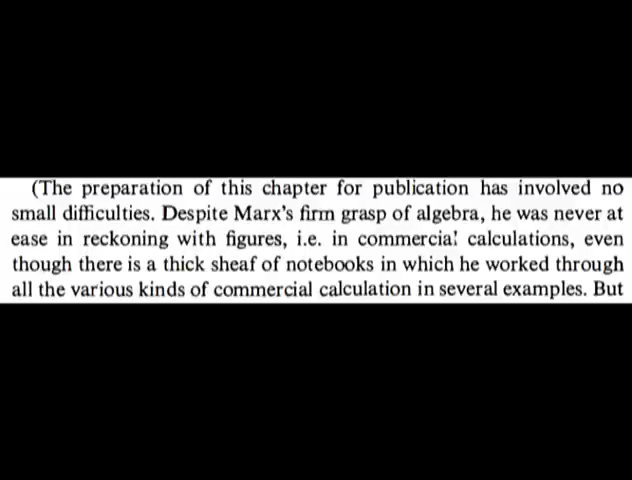 (The preparation of this chapter for publication has involved no
small difficulties. Despite Marx's firm grasp of algebra, he was never at
ease in reckoning with figures, i.e. in commercial calculations, even
though there is a thick sheaf of notebooks in which he worked through
all the various kinds of commercial calculation in several examples. But